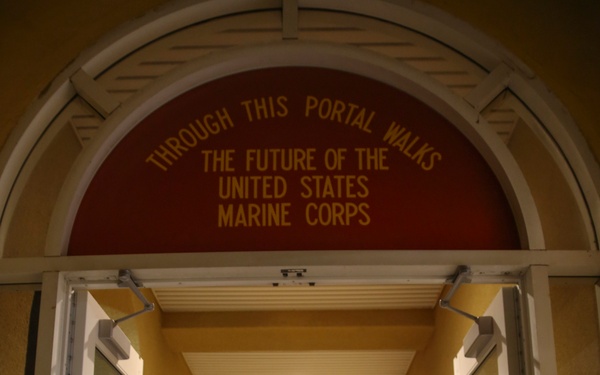 THROUGH THIS PORTAL WALKS
THE FUTURE OF THE
UNITED STATES
MARINE CORPS